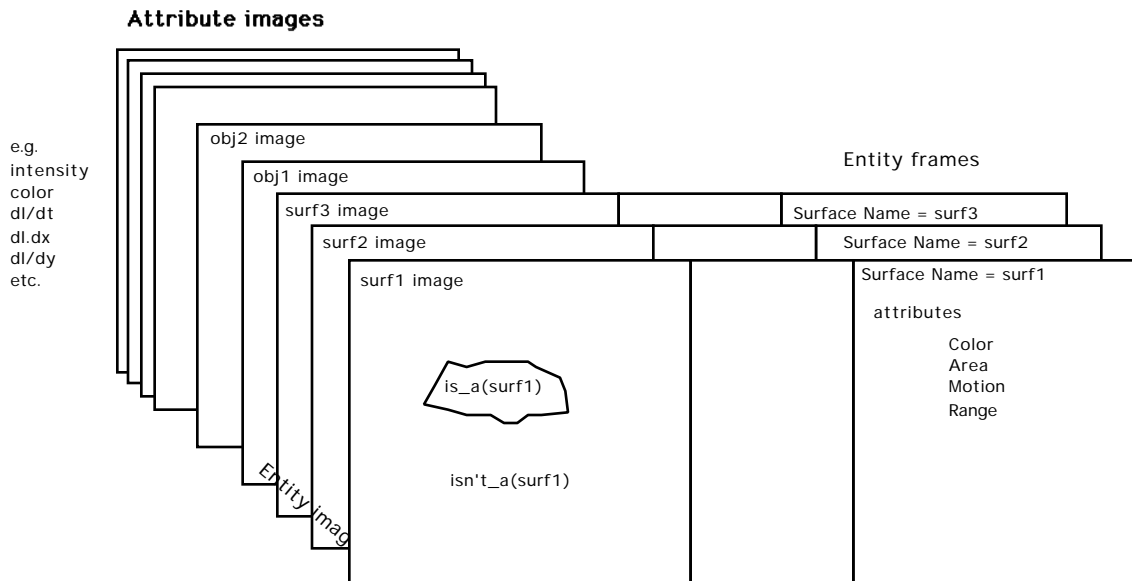 Attribute images
e.g.
intensity
color
dI/dt
dI.dx
dI/dy
etc.
obj2 image
obj1 image
surf3 image
surf2 image
surf1 image
is_a(surf1)
isn't_a(surf1)
Entity imag
Entity frames
Surface Name = surf3
Surface Name = surf2
Surface Name = surf1
attributes
Color
Area
Motion
Range